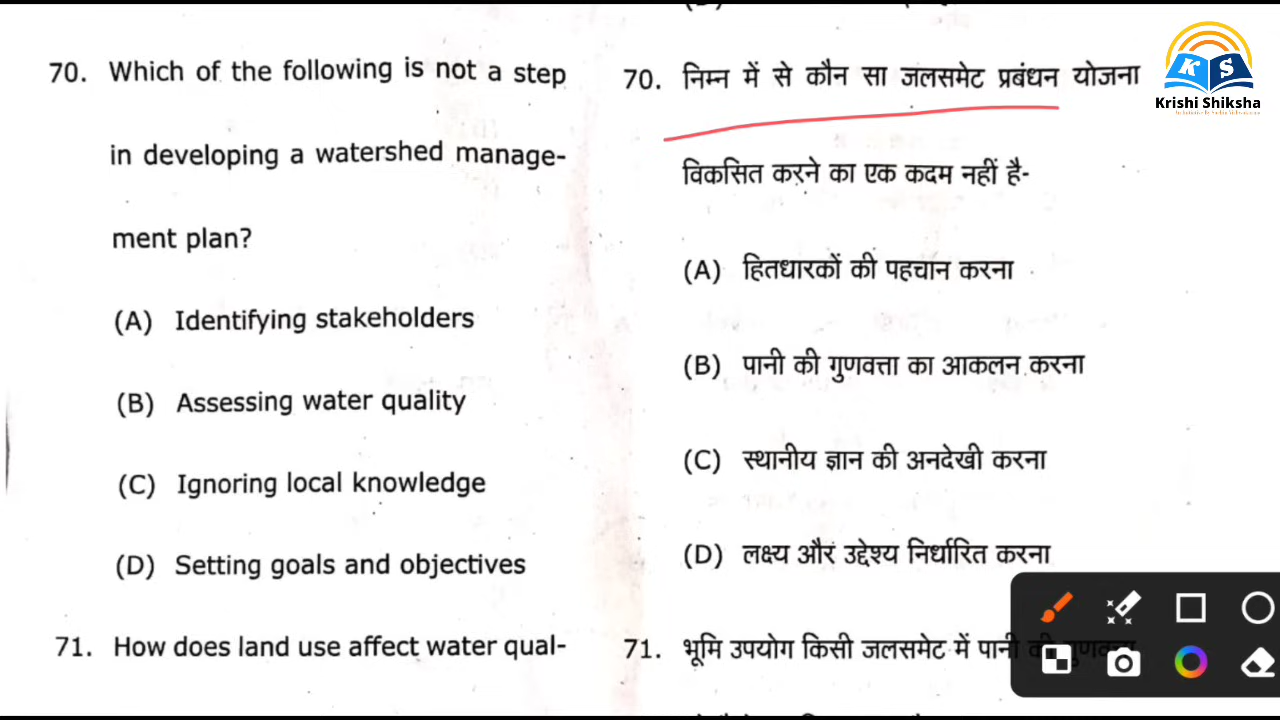 70. Which of the following is not a step
in developing a watershed manage-
ment plan?
(A) Identifying stakeholders
(B) Assessing water quality
(C) Ignoring local knowledge
(D) Setting goals and objectives
71. How does land use affect water qual-
70. निम्न में से कौन सा जलसमेट प्रबंधन योजना
विकसित करने का एक कदम नहीं है-
(A) हितधारकों की पहचान करना
(B) पानी की गुणवत्ता का आकलन करना
(C) स्थानीय ज्ञान की अनदेखी करना
(D) लक्ष्य और उद्देश्य निर्धारित करना
71. भूमि उपयोग किसी जलसमेट में पानी की गुणवत्ता
K S
Krishi Shiksha